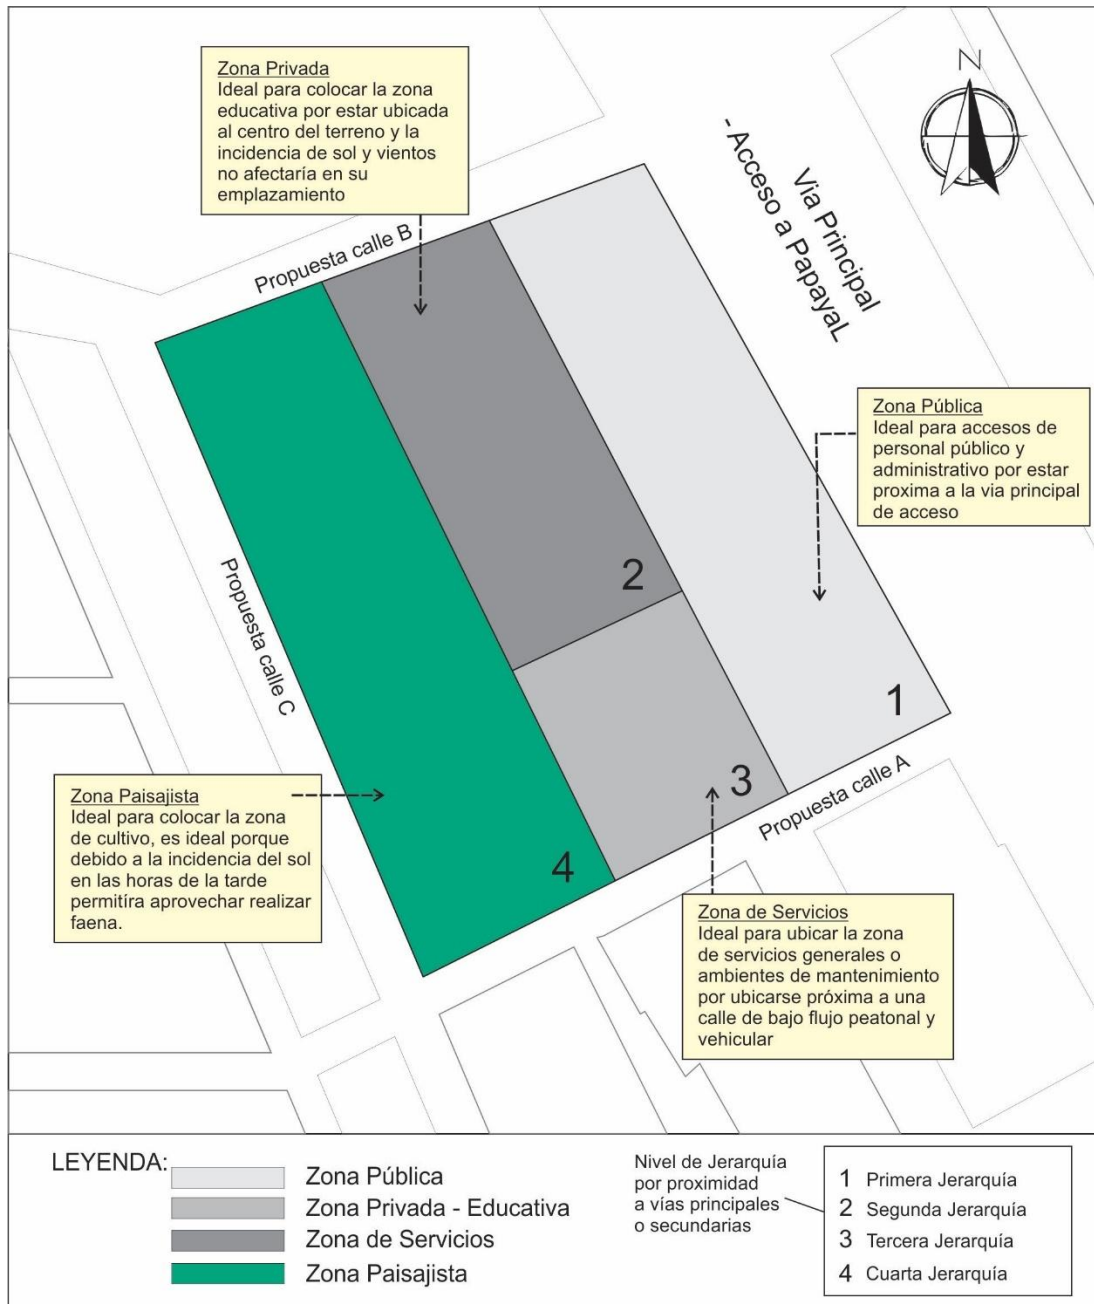 Zona Privada
Ideal para colocar la zona
educativa por estar ubicada
al centro del terreno y la
incidencia de sol y vientos
no afectaría en su
emplazamiento
N
Via Principal
- Acceso a PapayaL
Propuesta calle B
Zona Pública
Ideal para accesos de
personal público y
administrativo por estar
proxima a la via principal
de acceso
2
Propuesta calle C
1
3
Propuesta calle A
Zona Paisajista
Ideal para colocar la zona
de cultivo, es ideal porque
debido a la incidencia del sol
en las horas de la tarde
permitira aprovechar realizar
faena.
4
Zona de Servicios
Ideal para ubicar la zona
de servicios generales o
ambientes de mantenimiento
por ubicarse próxima a una
calle de bajo flujo peatonal y
vehicular
LEYENDA:
Zona Pública
Zona Privada - Educativa
Zona de Servicios
Zona Paisajista
Nivel de Jerarquía
por proximidad
a vías principales
o secundarias
1 Primera Jerarquía
2 Segunda Jerarquía
3 Tercera Jerarquía
4 Cuarta Jerarquía